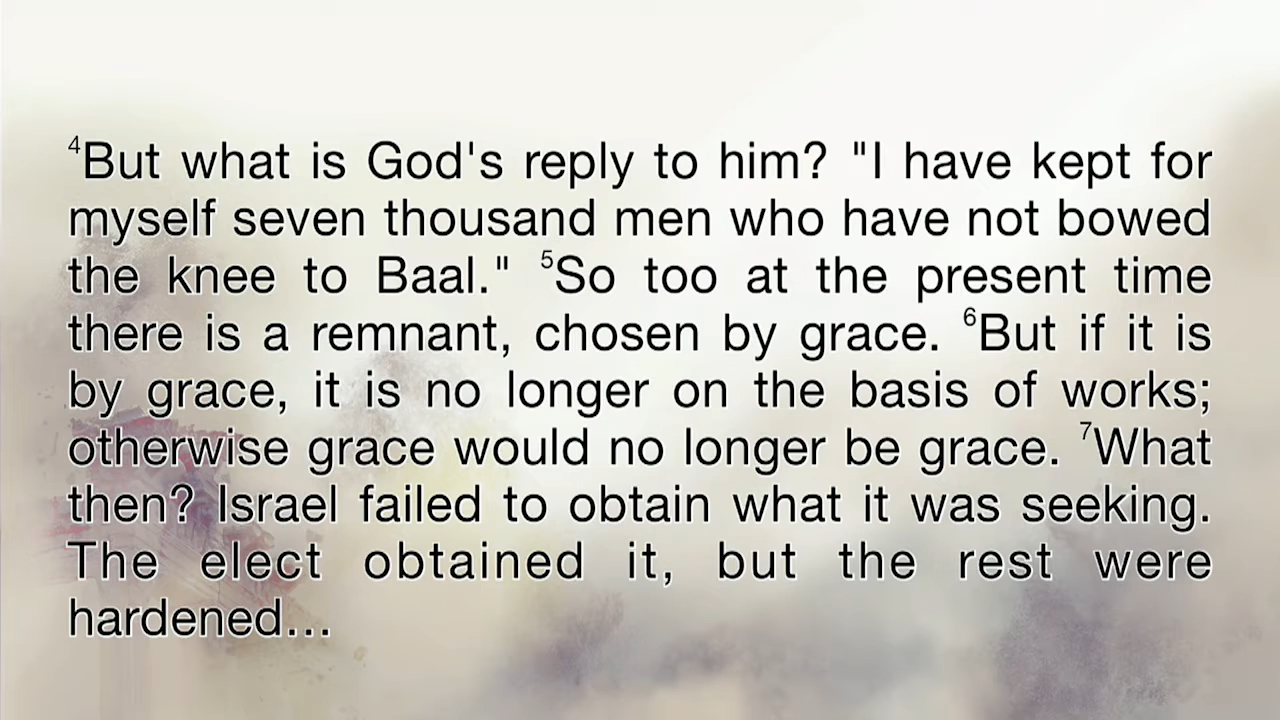 ⁴But what is God's reply to him? "I have kept for
myself seven thousand men who have not bowed
the knee to Baal." ⁵So too at the present time
there is a remnant, chosen by grace. ⁶But if it is
by grace, it is no longer on the basis of works;
otherwise grace would no longer be grace. ⁷What
then? Israel failed to obtain what it was seeking.
The elect obtained it, but the rest were
hardened...